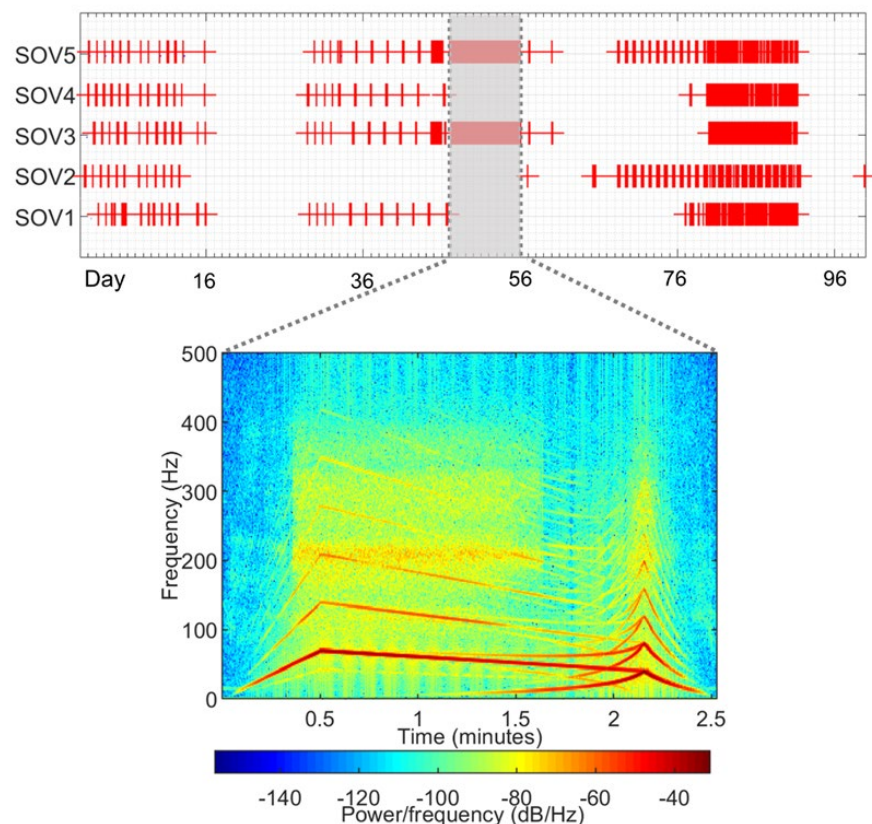 SOV5
SOV4
SOV3
SOV2
SOV1
Day 16 36 56 76 96
500
400
300
200
100
0
Frequency (Hz)
0.5 1 1.5 2 2.5
Time (minutes)
-140 -120 -100 -80 -60 -40
Power/frequency (dB/Hz)